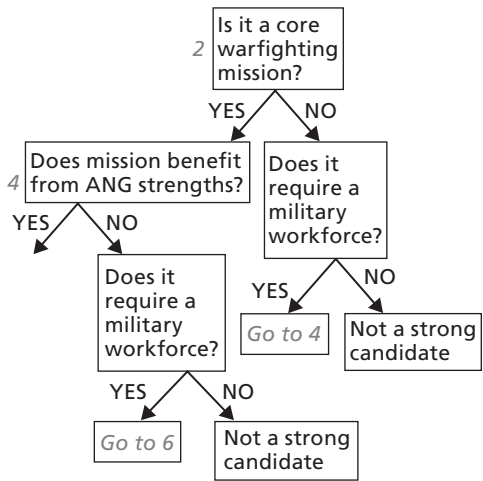 2
Is it a core
warfighting
mission?
YES
NO
4
Does mission benefit
from ANG strengths?
Does it
require a
military
workforce?
YES
NO
Does it
require a
military
workforce?
YES
NO
Go to 4
Not a strong
candidate
YES
NO
Go to 6
Not a strong
candidate